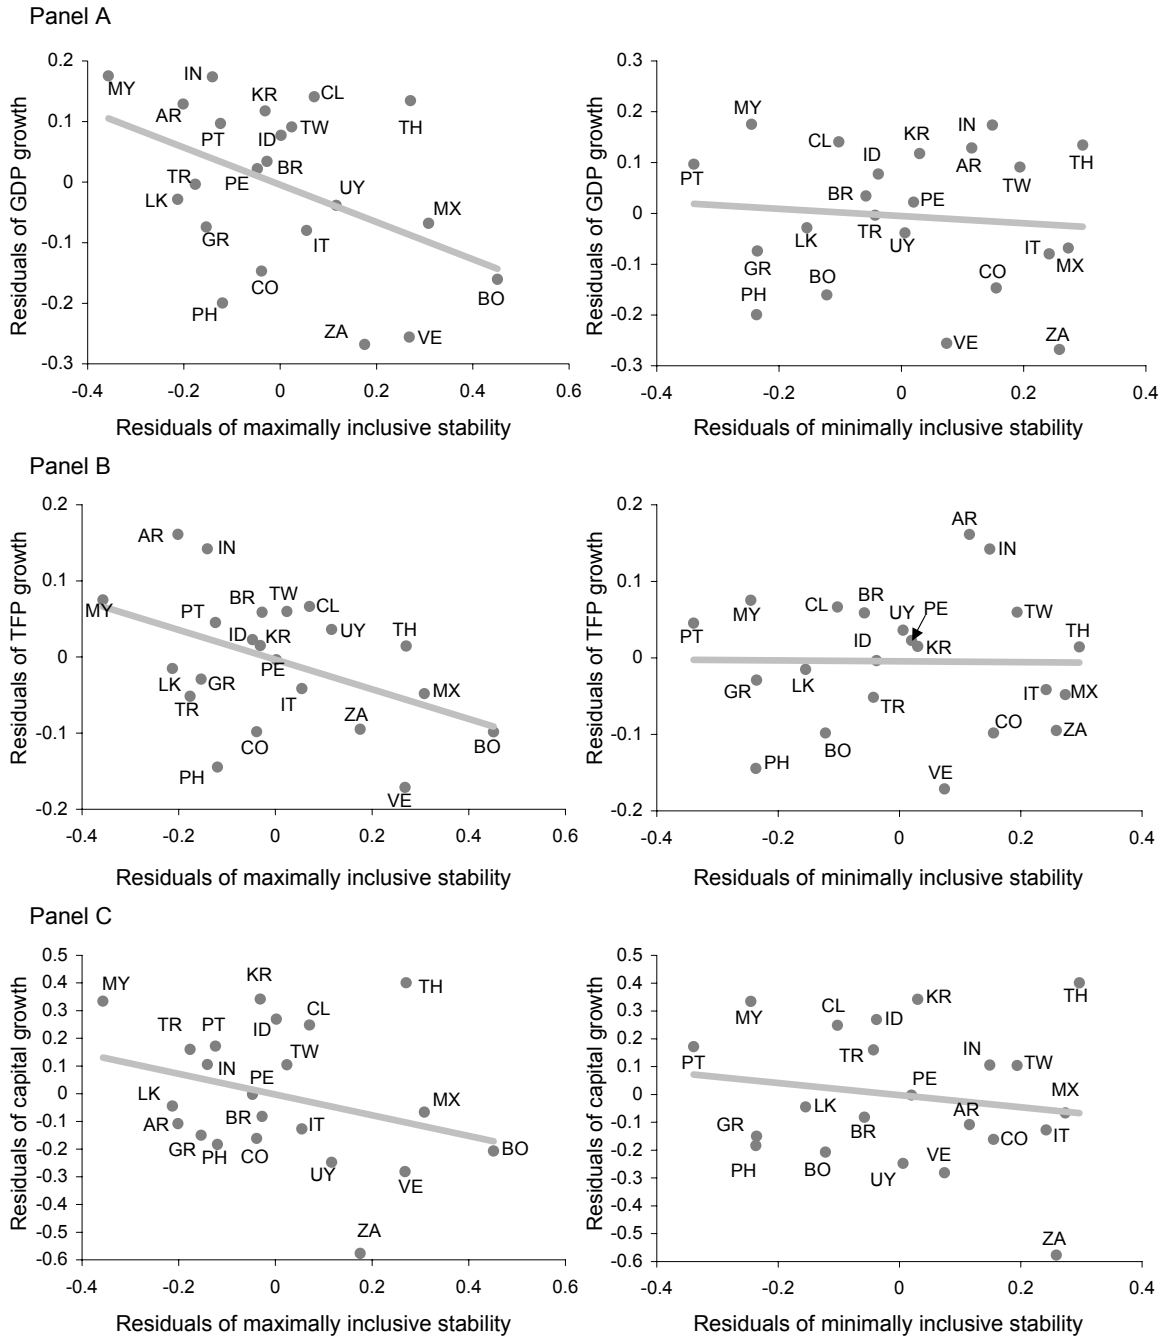 Panel A
0.2
0.1
0
-0.1
-0.2
-0.3
Residuals of GDP growth
MY
IN
AR
PT
KR
CL
ID
TW
TH
BR
PE
TR
LK
UY
MX
GR
IT
CO
BO
PH
ZA
VE
-0.4
-0.2
0
0.2
0.4
0.6
Residuals of maximally inclusive stability
0.3
0.2
0.1
0
-0.1
-0.2
-0.3
Residuals of GDP growth
MY
CL
KR
IN
PT
ID
AR
TH
TW
BR
PE
LK
TR
UY
IT
MX
GR
BO
CO
PH
VE
ZA
-0.4
-0.2
0
0.2
0.4
Residuals of minimally inclusive stability
Panel B
0.2
0.1
0
-0.1
-0.2
Residuals of TFP growth
AR
IN
MY
PT
BR
TW
CL
ID
KR
UY
TH
PE
LK
GR
TR
IT
MX
CO
ZA
BO
PH
VE
-0.4
-0.2
0
0.2
0.4
0.6
Residuals of maximally inclusive stability
0.2
0.1
0
-0.1
-0.2
Residuals of TFP growth
AR
IN
MY
CL
BR
UY
PE
TW
PT
ID
KR
TH
GR
LK
TR
IT
MX
BO
CO
ZA
PH
VE
-0.4
-0.2
0
0.2
0.4
Residuals of minimally inclusive stability
Panel C
0.5
0.4
0.3
0.2
0.1
0
-0.1
-0.2
-0.3
-0.4
-0.5
-0.6
Residuals of capital growth
MY
KR
TH
TR
PT
ID
CL
IN
TW
PE
LK
AR
BR
IT
MX
GR
PH
CO
UY
BO
VE
ZA
-0.4
-0.2
0
0.2
0.4
0.6
Residuals of maximally inclusive stability
0.5
0.4
0.3
0.2
0.1
0
-0.1
-0.2
-0.3
-0.4
-0.5
-0.6
Residuals of capital growth
MY
CL
ID
KR
TH
PT
TR
IN
TW
PE
MX
LK
GR
BR
AR
CO
IT
PH
BO
UY
VE
ZA
-0.4
-0.2
0
0.2
0.4
Residuals of minimally inclusive stability